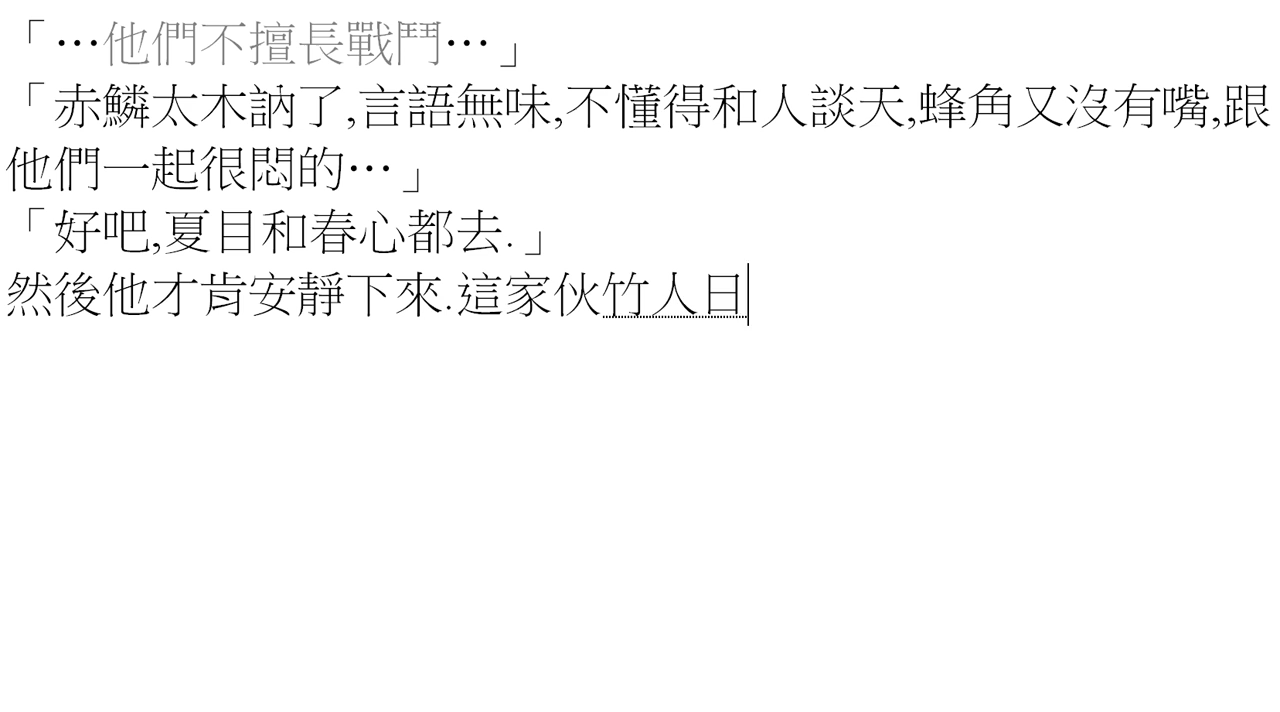 「…他們不擅長戰鬥…」
「赤鱗太木訥了,言語無味,不懂得和人談天,蜂角又沒有嘴,跟
他們一起很悶的…」
「好吧,夏目和春心都去.」
然後他才肯安靜下來.這家伙竹人日